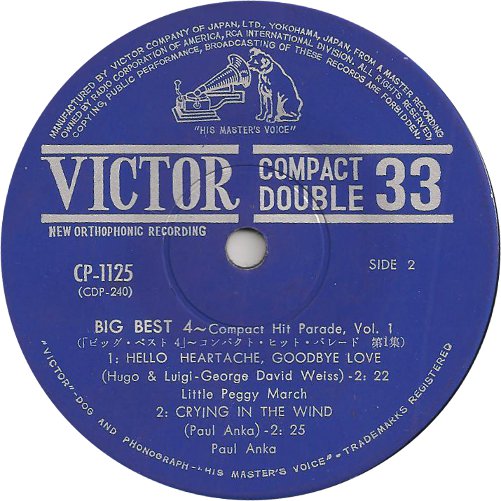 MANUFACTURED BY VICTOR COMPANY OF JAPAN, LTD., YOKOHAMA, JAPAN, FROM A MASTER RECORDING
OWNED BY RADIO CORPORATION OF AMERICA, RCA INTERNATIONAL DIVISION. ALL RIGHTS RESERVED.
COPYING, PUBLIC PERFORMANCE, BROADCASTING OF THESE RECORDS ARE FORBIDDEN.
"HIS MASTER'S VOICE"
VICTOR COMPACT DOUBLE 33
NEW ORTHOPHONIC RECORDING
CP-1125
(CDP-240)
SIDE 2
BIG BEST 4~Compact Hit Parade, Vol. 1
(「ビッグ・ベスト 4」~コンパクト・ヒット・パレード 第1集)
1: HELLO HEARTACHE, GOODBYE LOVE
(Hugo & Luigi-George David Weiss)-2: 22
Little Peggy March
2: CRYING IN THE WIND
(Paul Anka)-2: 25
Paul Anka
"VICTOR"-DOG AND PHONOGRAPH-"HIS MASTER'S VOICE"-TRADEMARKS REGISTERED